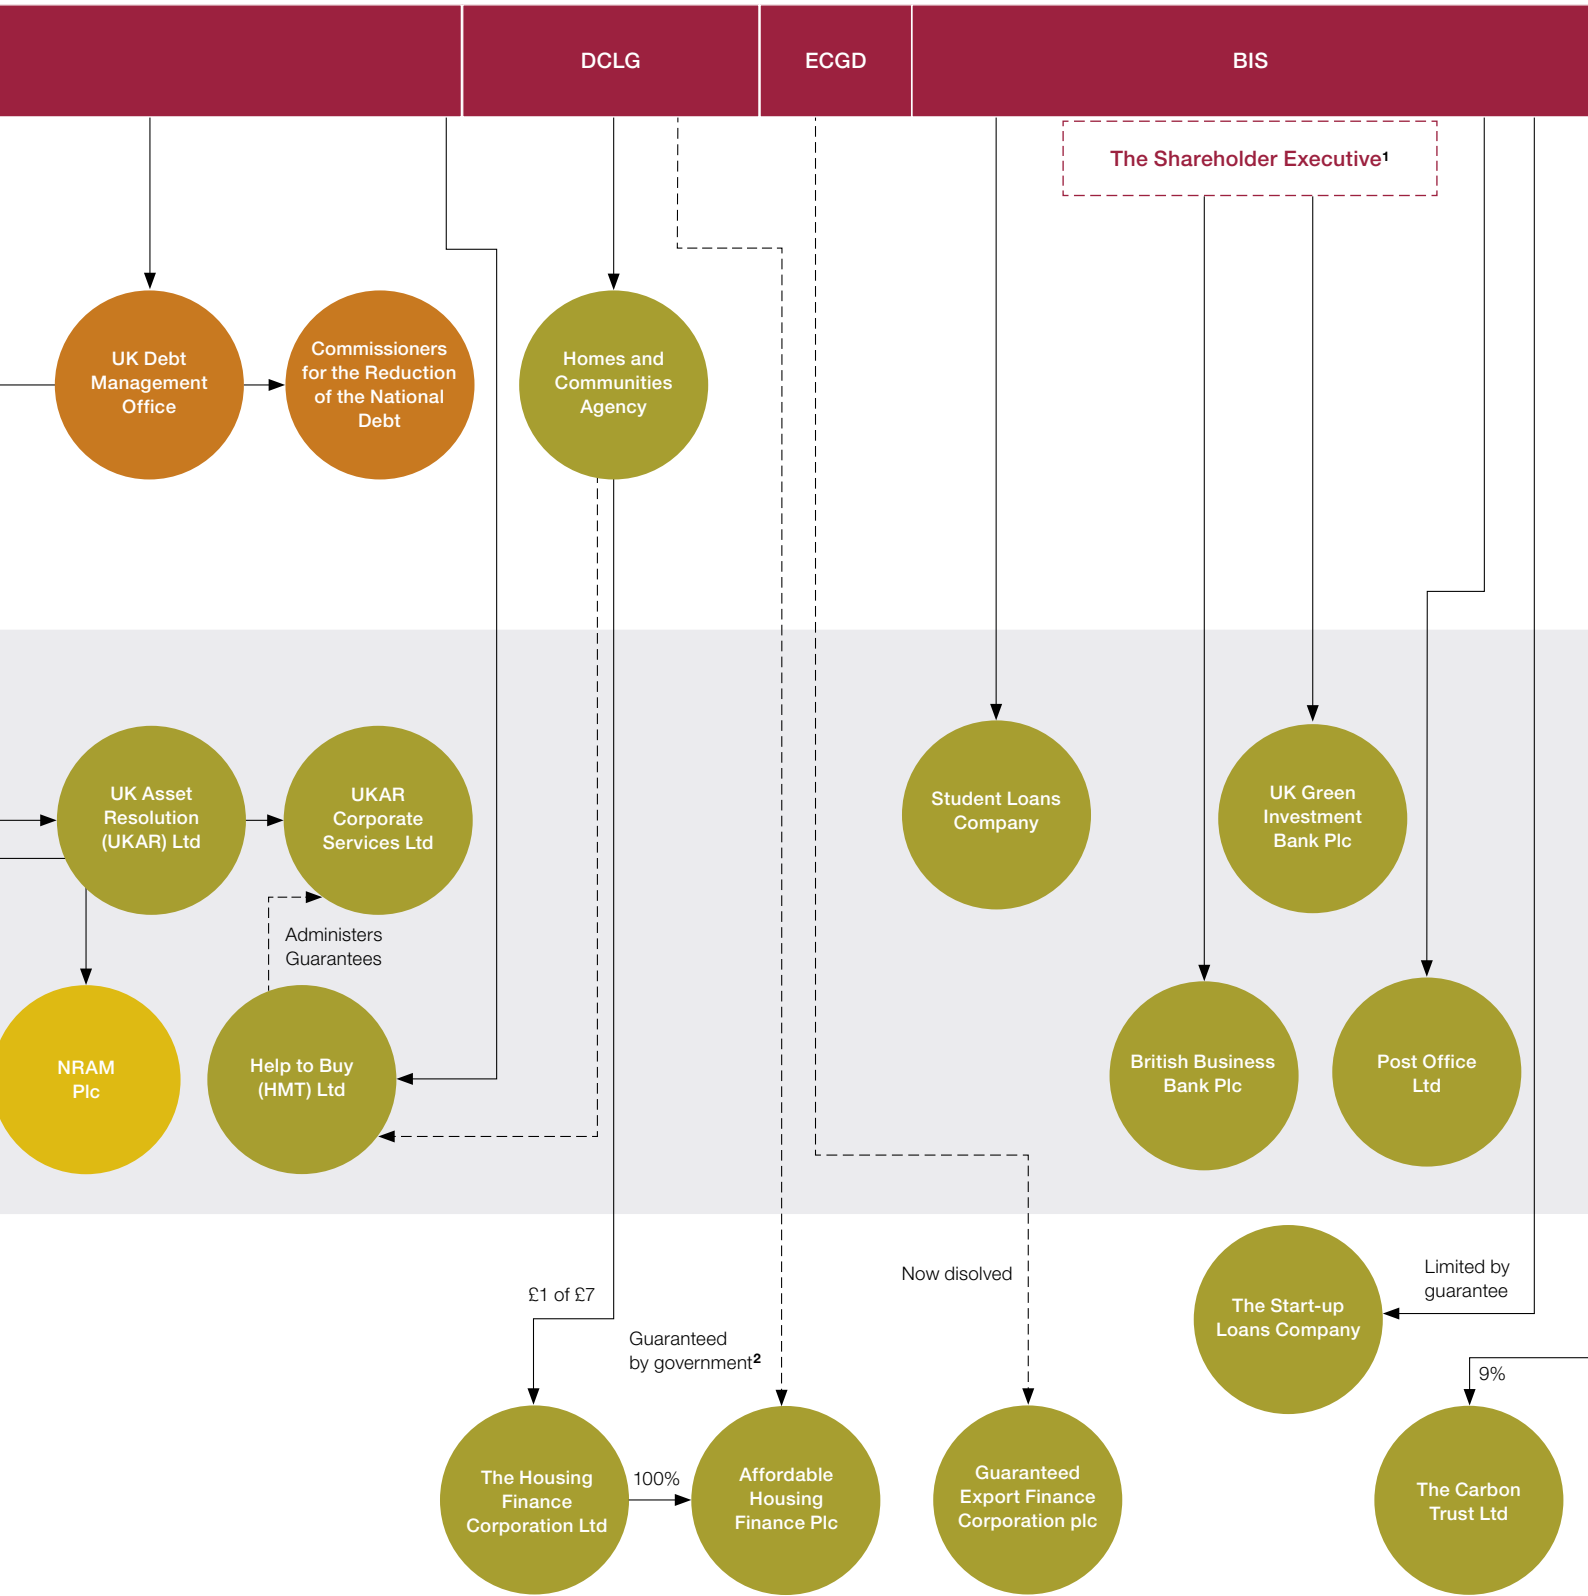 DCLG
ECGD
BIS
The Shareholder Executive¹
UK Debt
Management
Office
Commissioners
for the Reduction
of the National
Debt
Homes and
Communities
Agency
UK Asset
Resolution
(UKAR) Ltd
UKAR
Corporate
Services Ltd
Student Loans
Company
UK Green
Investment
Bank Plc
Administers
Guarantees
NRAM
Plc
Help to Buy
(HMT) Ltd
British Business
Bank Plc
Post Office
Ltd
£1 of £7
Guaranteed
by government²
Now disolved
The Start-up
Loans Company
Limited by
guarantee
9%
The Housing
Finance
Corporation Ltd
100%
Affordable
Housing
Finance Plc
Guaranteed
Export Finance
Corporation plc
The Carbon
Trust Ltd